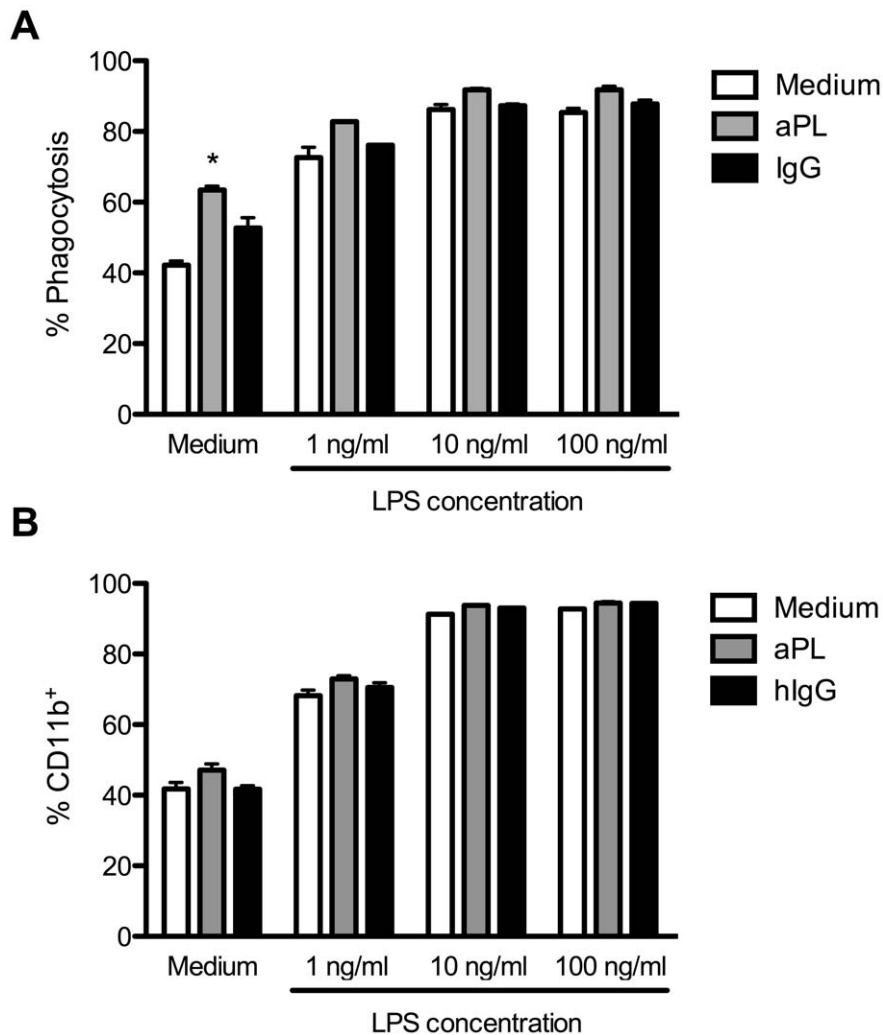 A
% Phagocytosis
100
80
60
40
20
0
*
Medium
1 ng/ml
10 ng/ml
100 ng/ml
LPS concentration
Medium
aPL
IgG
B
% CD11b⁺
100
80
60
40
20
0
Medium
1 ng/ml
10 ng/ml
100 ng/ml
LPS concentration
Medium
aPL
hIgG